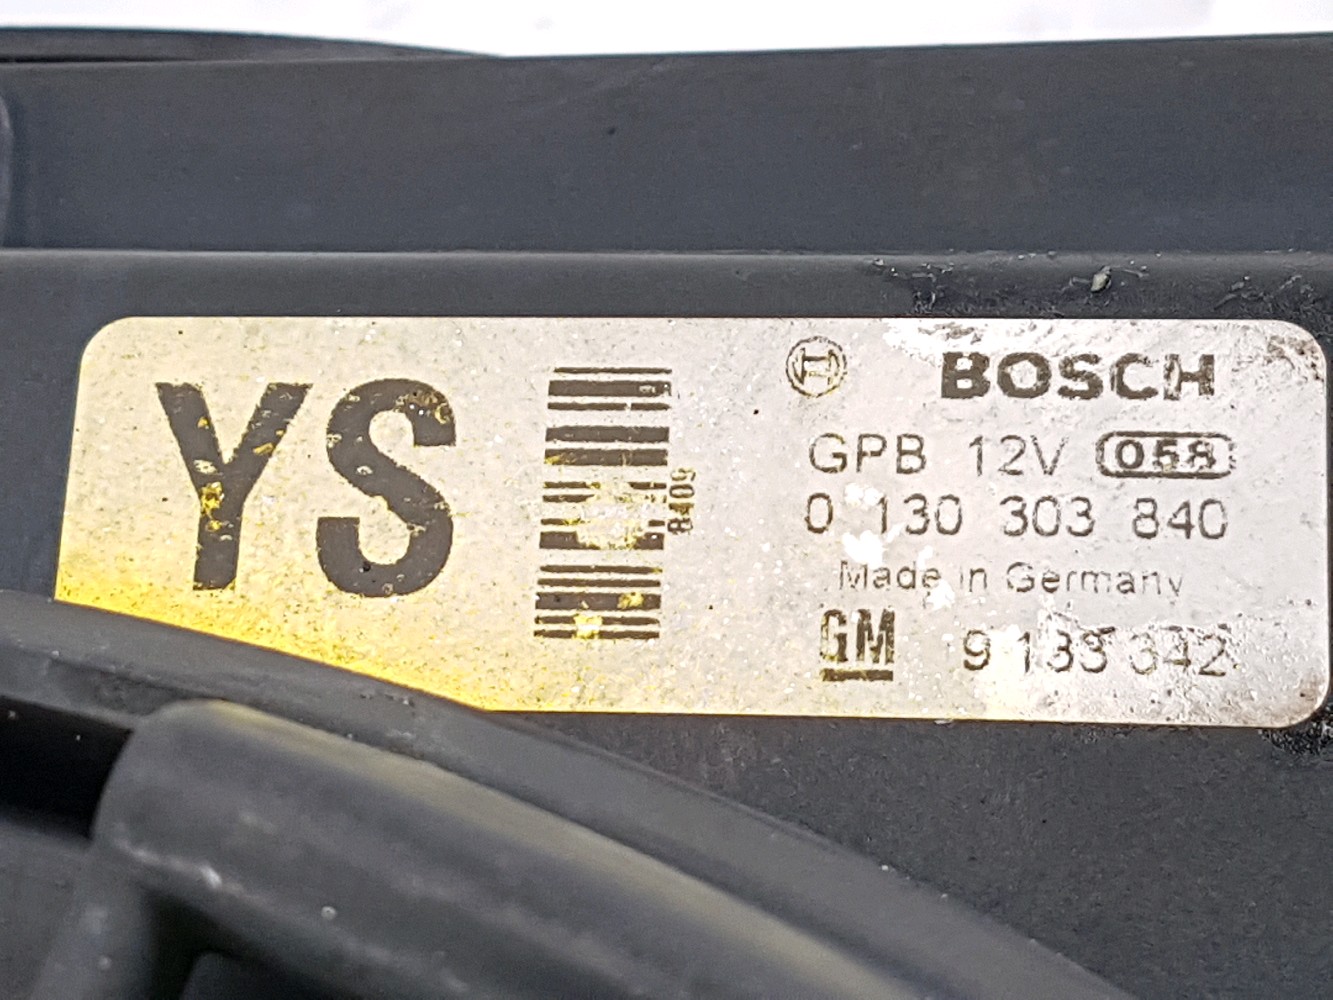 YS
8409
BOSCH
GPB 12V 058
0 130 303 840
Made in Germany
GM 9 133 342